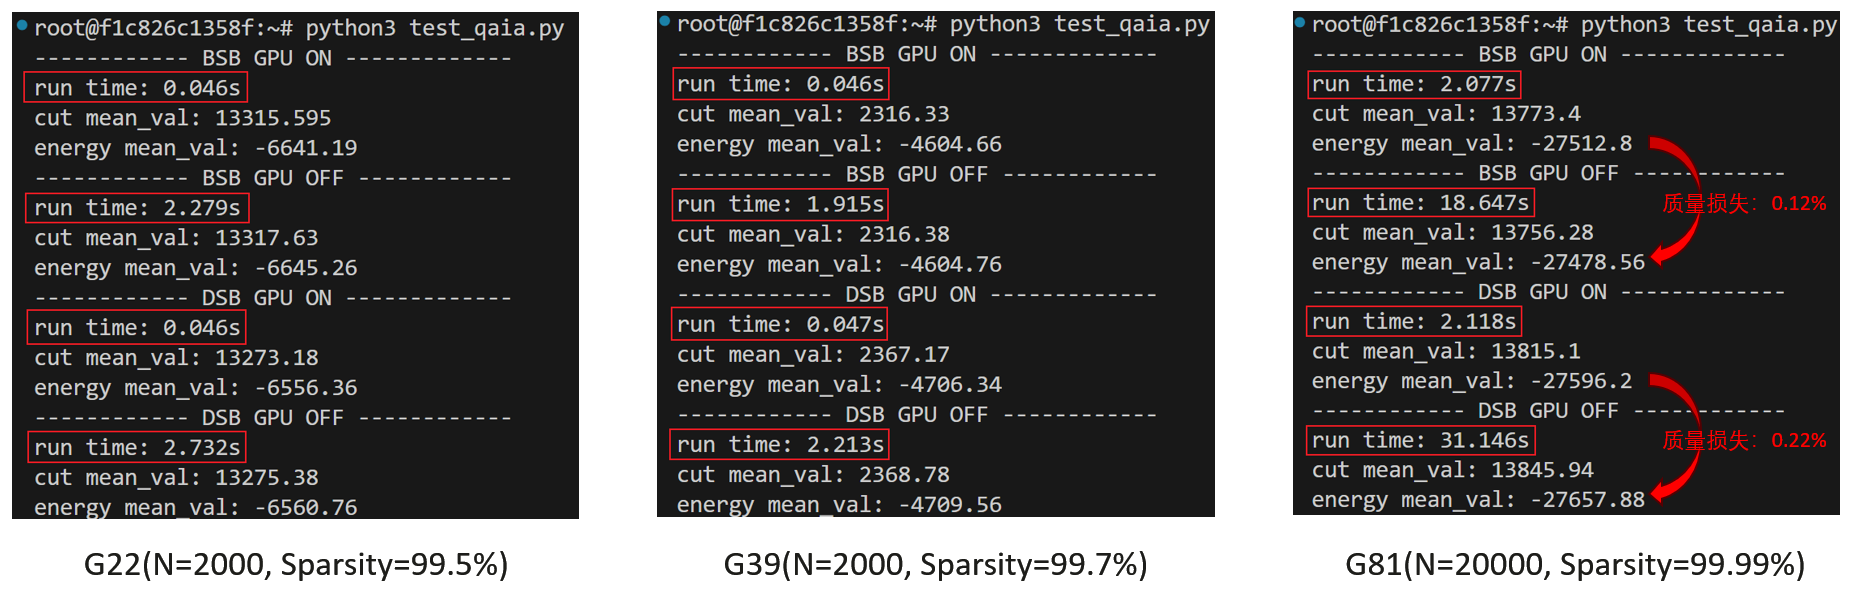 root@f1c826c1358f:~# python3 test_qaia.py
------------ BSB GPU ON -------------
run time: 0.046s
cut mean_val: 13315.595
energy mean_val: -6641.19
------------ BSB GPU OFF ------------
run time: 2.279s
cut mean_val: 13317.63
energy mean_val: -6645.26
------------ DSB GPU ON -------------
run time: 0.046s
cut mean_val: 13273.18
energy mean_val: -6556.36
------------ DSB GPU OFF ------------
run time: 2.732s
cut mean_val: 13275.38
energy mean_val: -6560.76
G22(N=2000, Sparsity=99.5%)
root@f1c826c1358f:~# python3 test_qaia.py
------------ BSB GPU ON -------------
run time: 0.046s
cut mean_val: 2316.33
energy mean_val: -4604.66
------------ BSB GPU OFF ------------
run time: 1.915s
cut mean_val: 2316.38
energy mean_val: -4604.76
------------ DSB GPU ON -------------
run time: 0.047s
cut mean_val: 2367.17
energy mean_val: -4706.34
------------ DSB GPU OFF ------------
run time: 2.213s
cut mean_val: 2368.78
energy mean_val: -4709.56
G39(N=2000, Sparsity=99.7%)
root@f1c826c1358f:~# python3 test_qaia.py
------------ BSB GPU ON -------------
run time: 2.077s
cut mean_val: 13773.4
energy mean_val: -27512.8
------------ BSB GPU OFF ------------
run time: 18.647s
质量损失：0.12%
cut mean_val: 13756.28
energy mean_val: -27478.56
------------ DSB GPU ON -------------
run time: 2.118s
cut mean_val: 13815.1
energy mean_val: -27596.2
------------ DSB GPU OFF ------------
run time: 31.146s
质量损失：0.22%
cut mean_val: 13845.94
energy mean_val: -27657.88
G81(N=20000, Sparsity=99.99%)